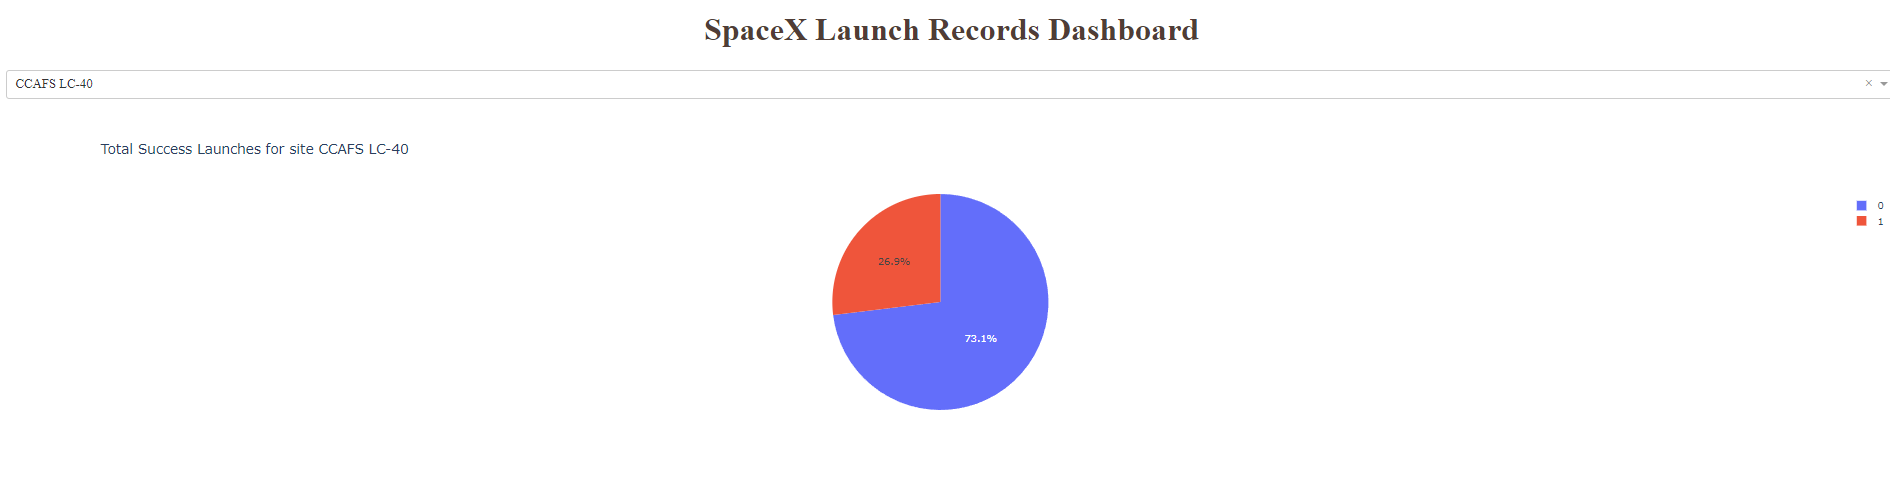 SpaceX Launch Records Dashboard
CCAFS LC-40
×
Total Success Launches for site CCAFS LC-40
0
1
26.9%
73.1%